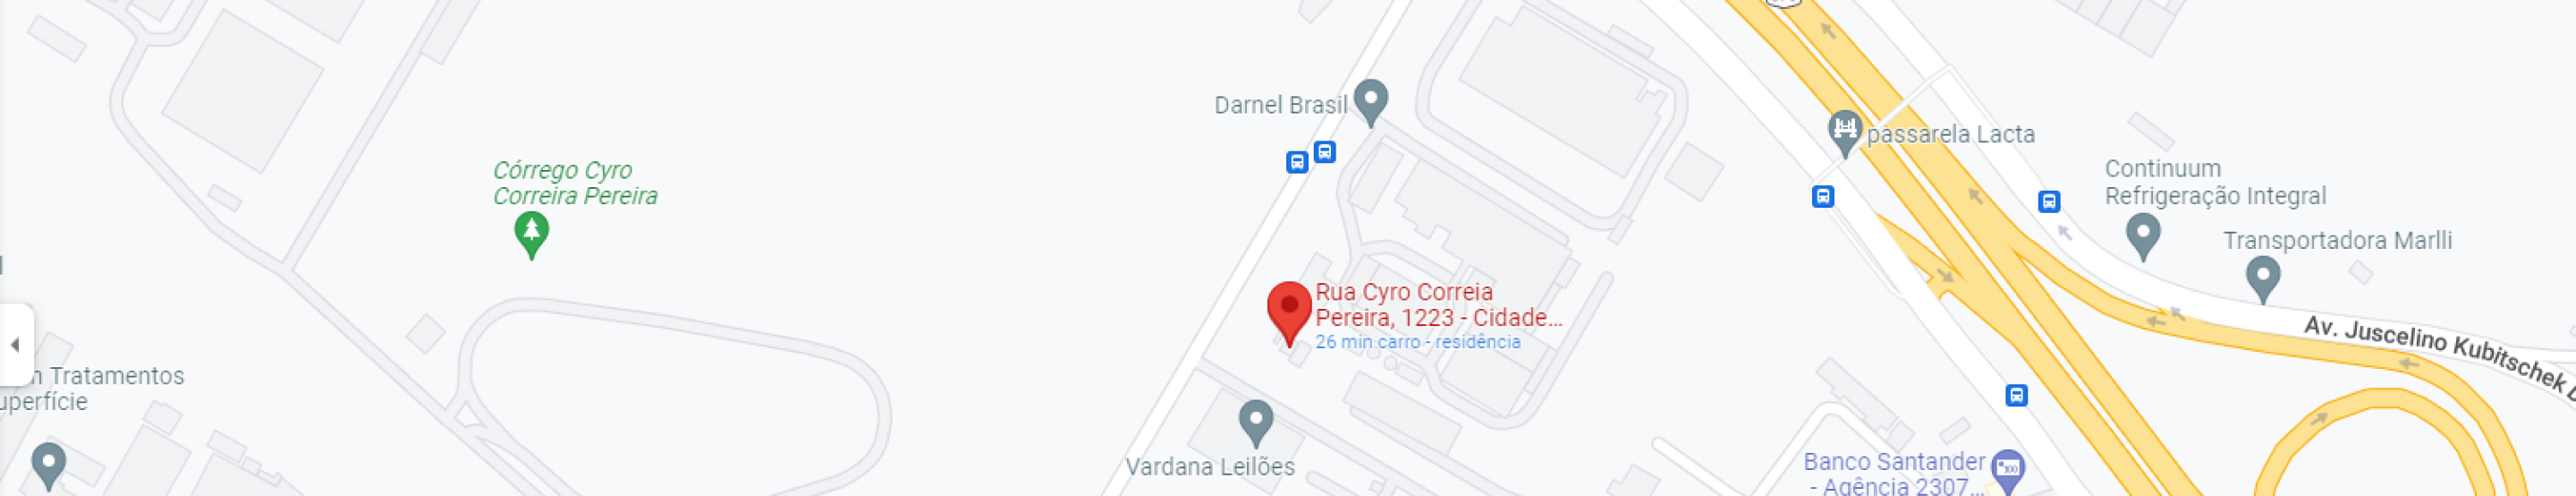 Darnel Brasil
passarela Lacta
Córrego Cyro
Correira Pereira
Continuum
Refrigeração Integral
Transportadora Marlli
Rua Cyro Correia
Pereira, 1223 - Cidade...
26 min carro - residência
Av. Juscelino Kubitschek
Tratamentos
Vardana Leilões
Banco Santander
- Agência 2307...
100